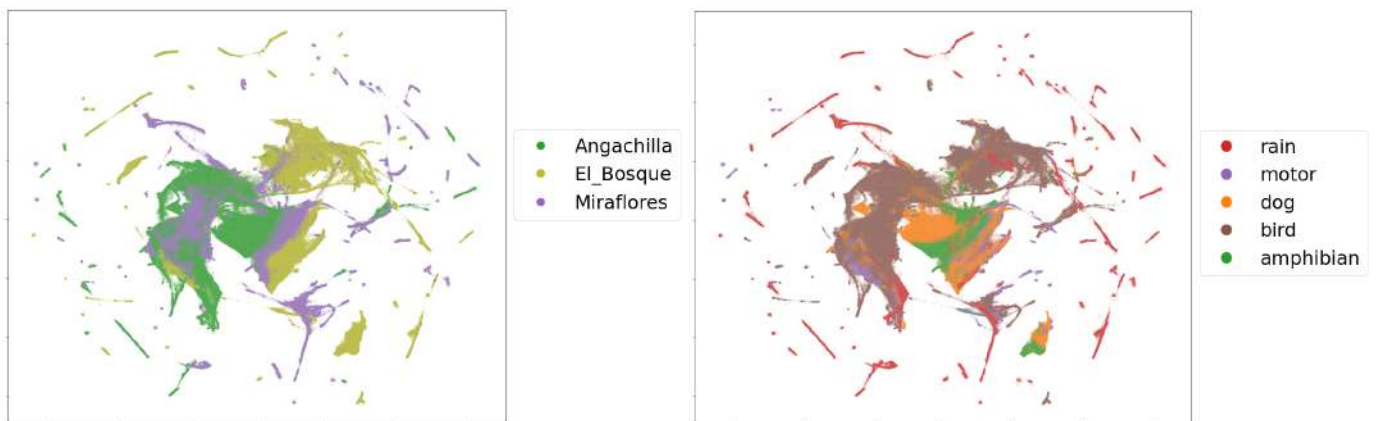 Angachilla
El_Bosque
Miraflores
rain
motor
dog
bird
amphibian